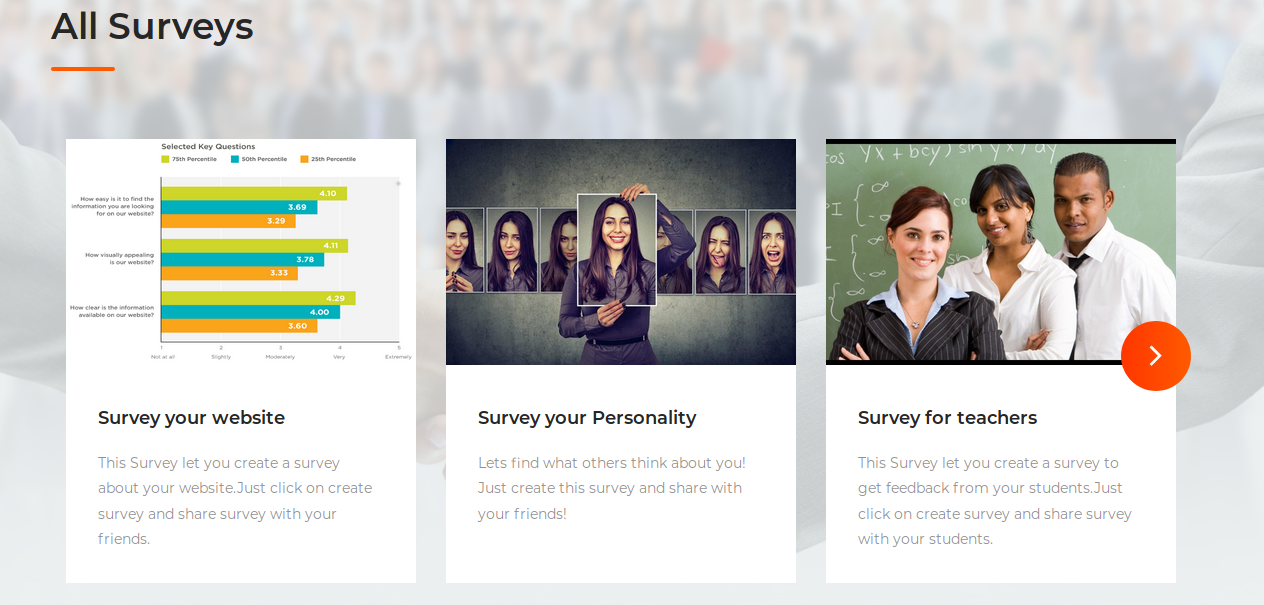 All Surveys
Selected Key Questions
75th Percentile 50th Percentile 25th Percentile
How easy is it to find the
information you are looking
for on our website?
4.10
3.69
3.29
How visually appealing
is our website?
4.11
3.78
3.33
How clear is the information
available on our website?
4.29
4.00
3.60
1 2 3 4 5
Not at all Slightly Moderately Very Extremely
Survey your website
This Survey let you create a survey
about your website.Just click on create
survey and share survey with your
friends.
Survey your Personality
Lets find what others think about you!
Just create this survey and share with
your friends!
Survey for teachers
This Survey let you create a survey to
get feedback from your students.Just
click on create survey and share survey
with your students.